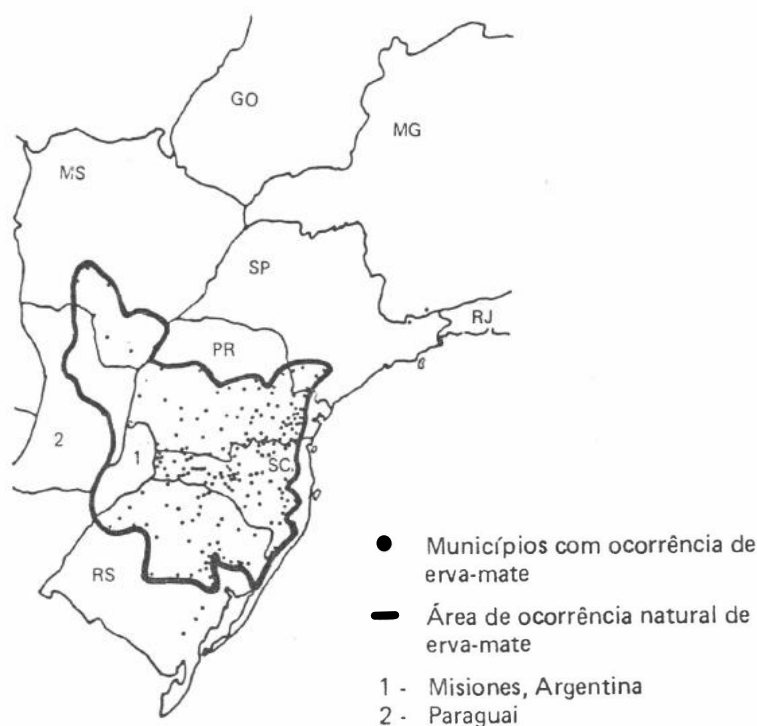 GO
MG
MS
SP
RJ
PR
2
1
SC
RS
Municípios com ocorrência de
erva-mate
Área de ocorrência natural de
erva-mate
1 - Misiones, Argentina
2 - Paraguai